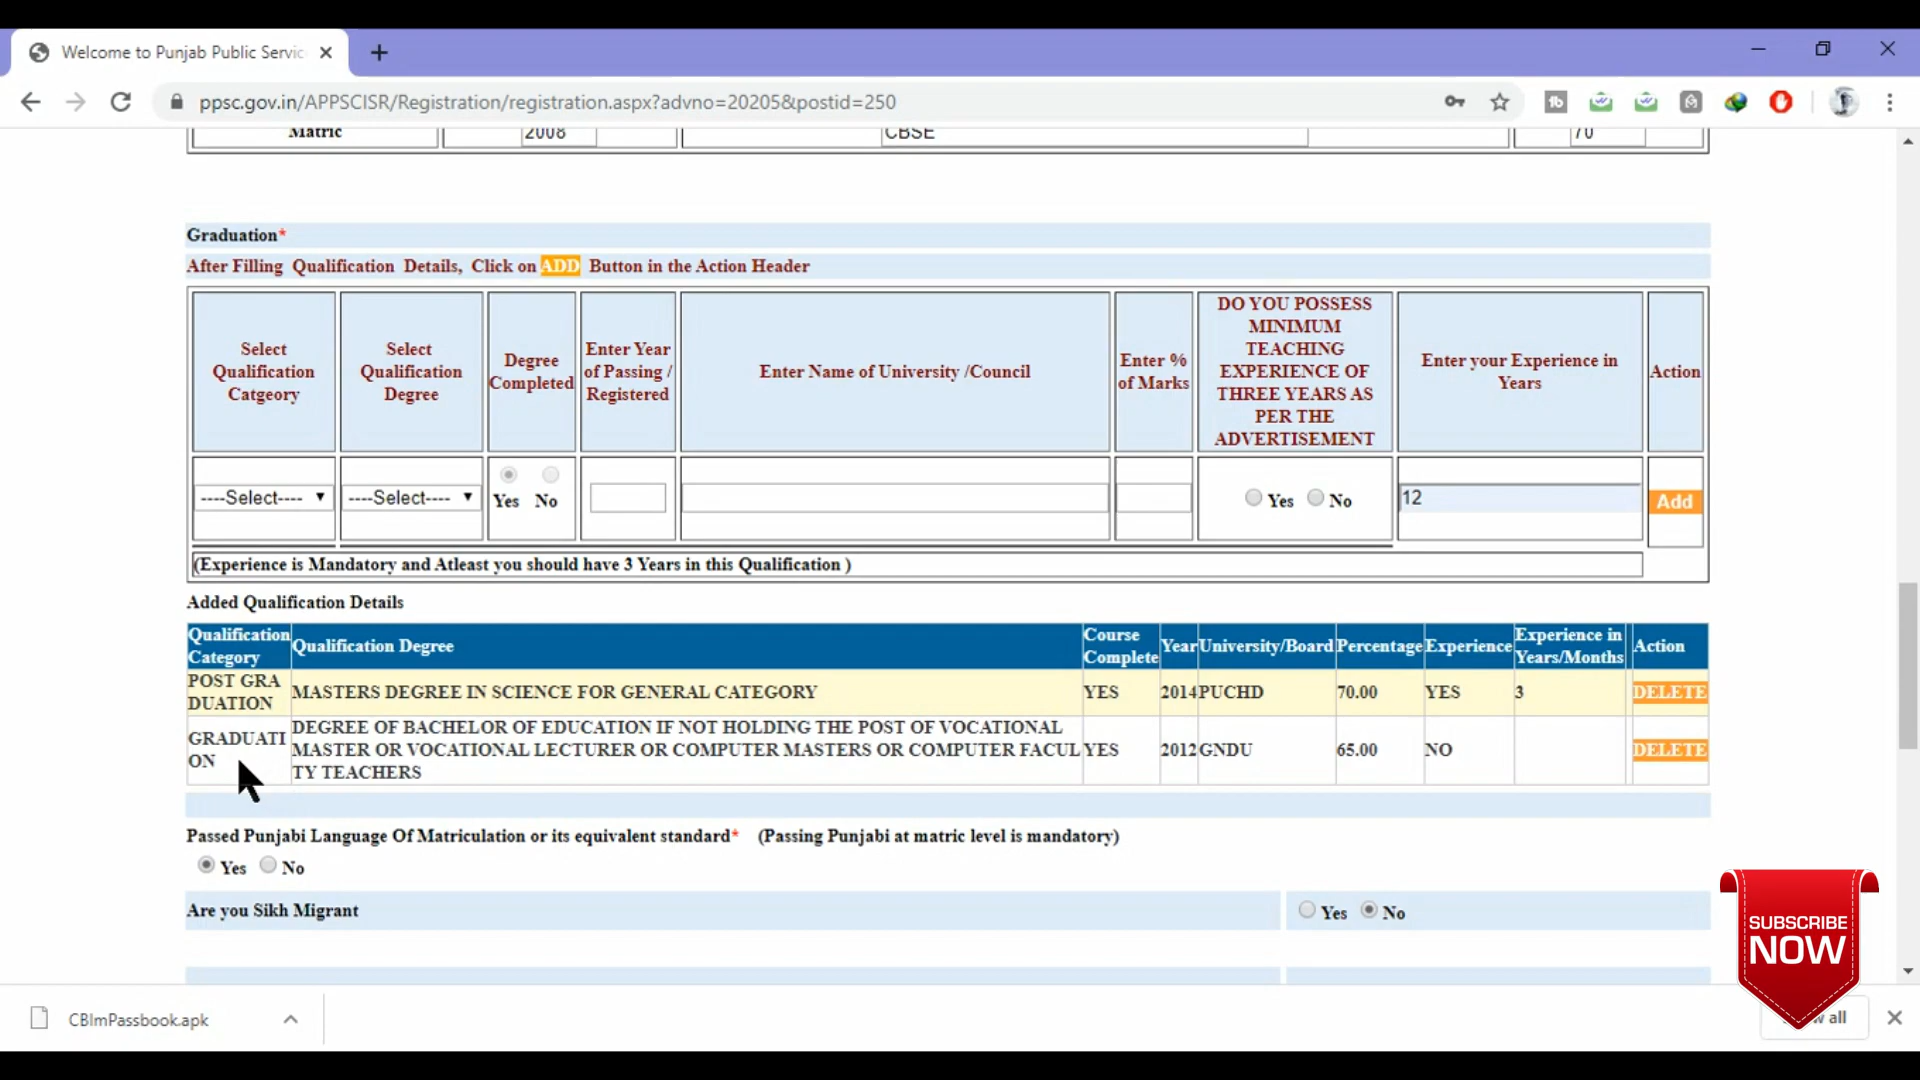 Welcome to Punjab Public Servic
ppsc.gov.in/APPSCISR/Registration/registration.aspx?advno=20205&postid=250
Matric 2008 CBSE 70
Graduation*
After Filling Qualification Details, Click on ADD Button in the Action Header
Select Qualification Catgeory
Select Qualification Degree
Degree Completed
Enter Year of Passing / Registered
Enter Name of University /Council
Enter % of Marks
DO YOU POSSESS MINIMUM TEACHING EXPERIENCE OF THREE YEARS AS PER THE ADVERTISEMENT
Enter your Experience in Years
Action
----Select---- ----Select---- Yes No Yes No 12 Add
(Experience is Mandatory and Atleast you should have 3 Years in this Qualification )
Added Qualification Details
Qualification Category Qualification Degree Course Complete Year University/Board Percentage Experience Experience in Years/Months Action
POST GRADUATION MASTERS DEGREE IN SCIENCE FOR GENERAL CATEGORY YES 2014 PUCHD 70.00 YES 3 DELETE
GRADUATION DEGREE OF BACHELOR OF EDUCATION IF NOT HOLDING THE POST OF VOCATIONAL MASTER OR VOCATIONAL LECTURER OR COMPUTER MASTERS OR COMPUTER FACULTY TEACHERS YES 2012 GNDU 65.00 NO DELETE
Passed Punjabi Language Of Matriculation or its equivalent standard* (Passing Punjabi at matric level is mandatory)
Yes No
Are you Sikh Migrant Yes No
SUBSCRIBE
NOW
CBImPassbook.apk
all